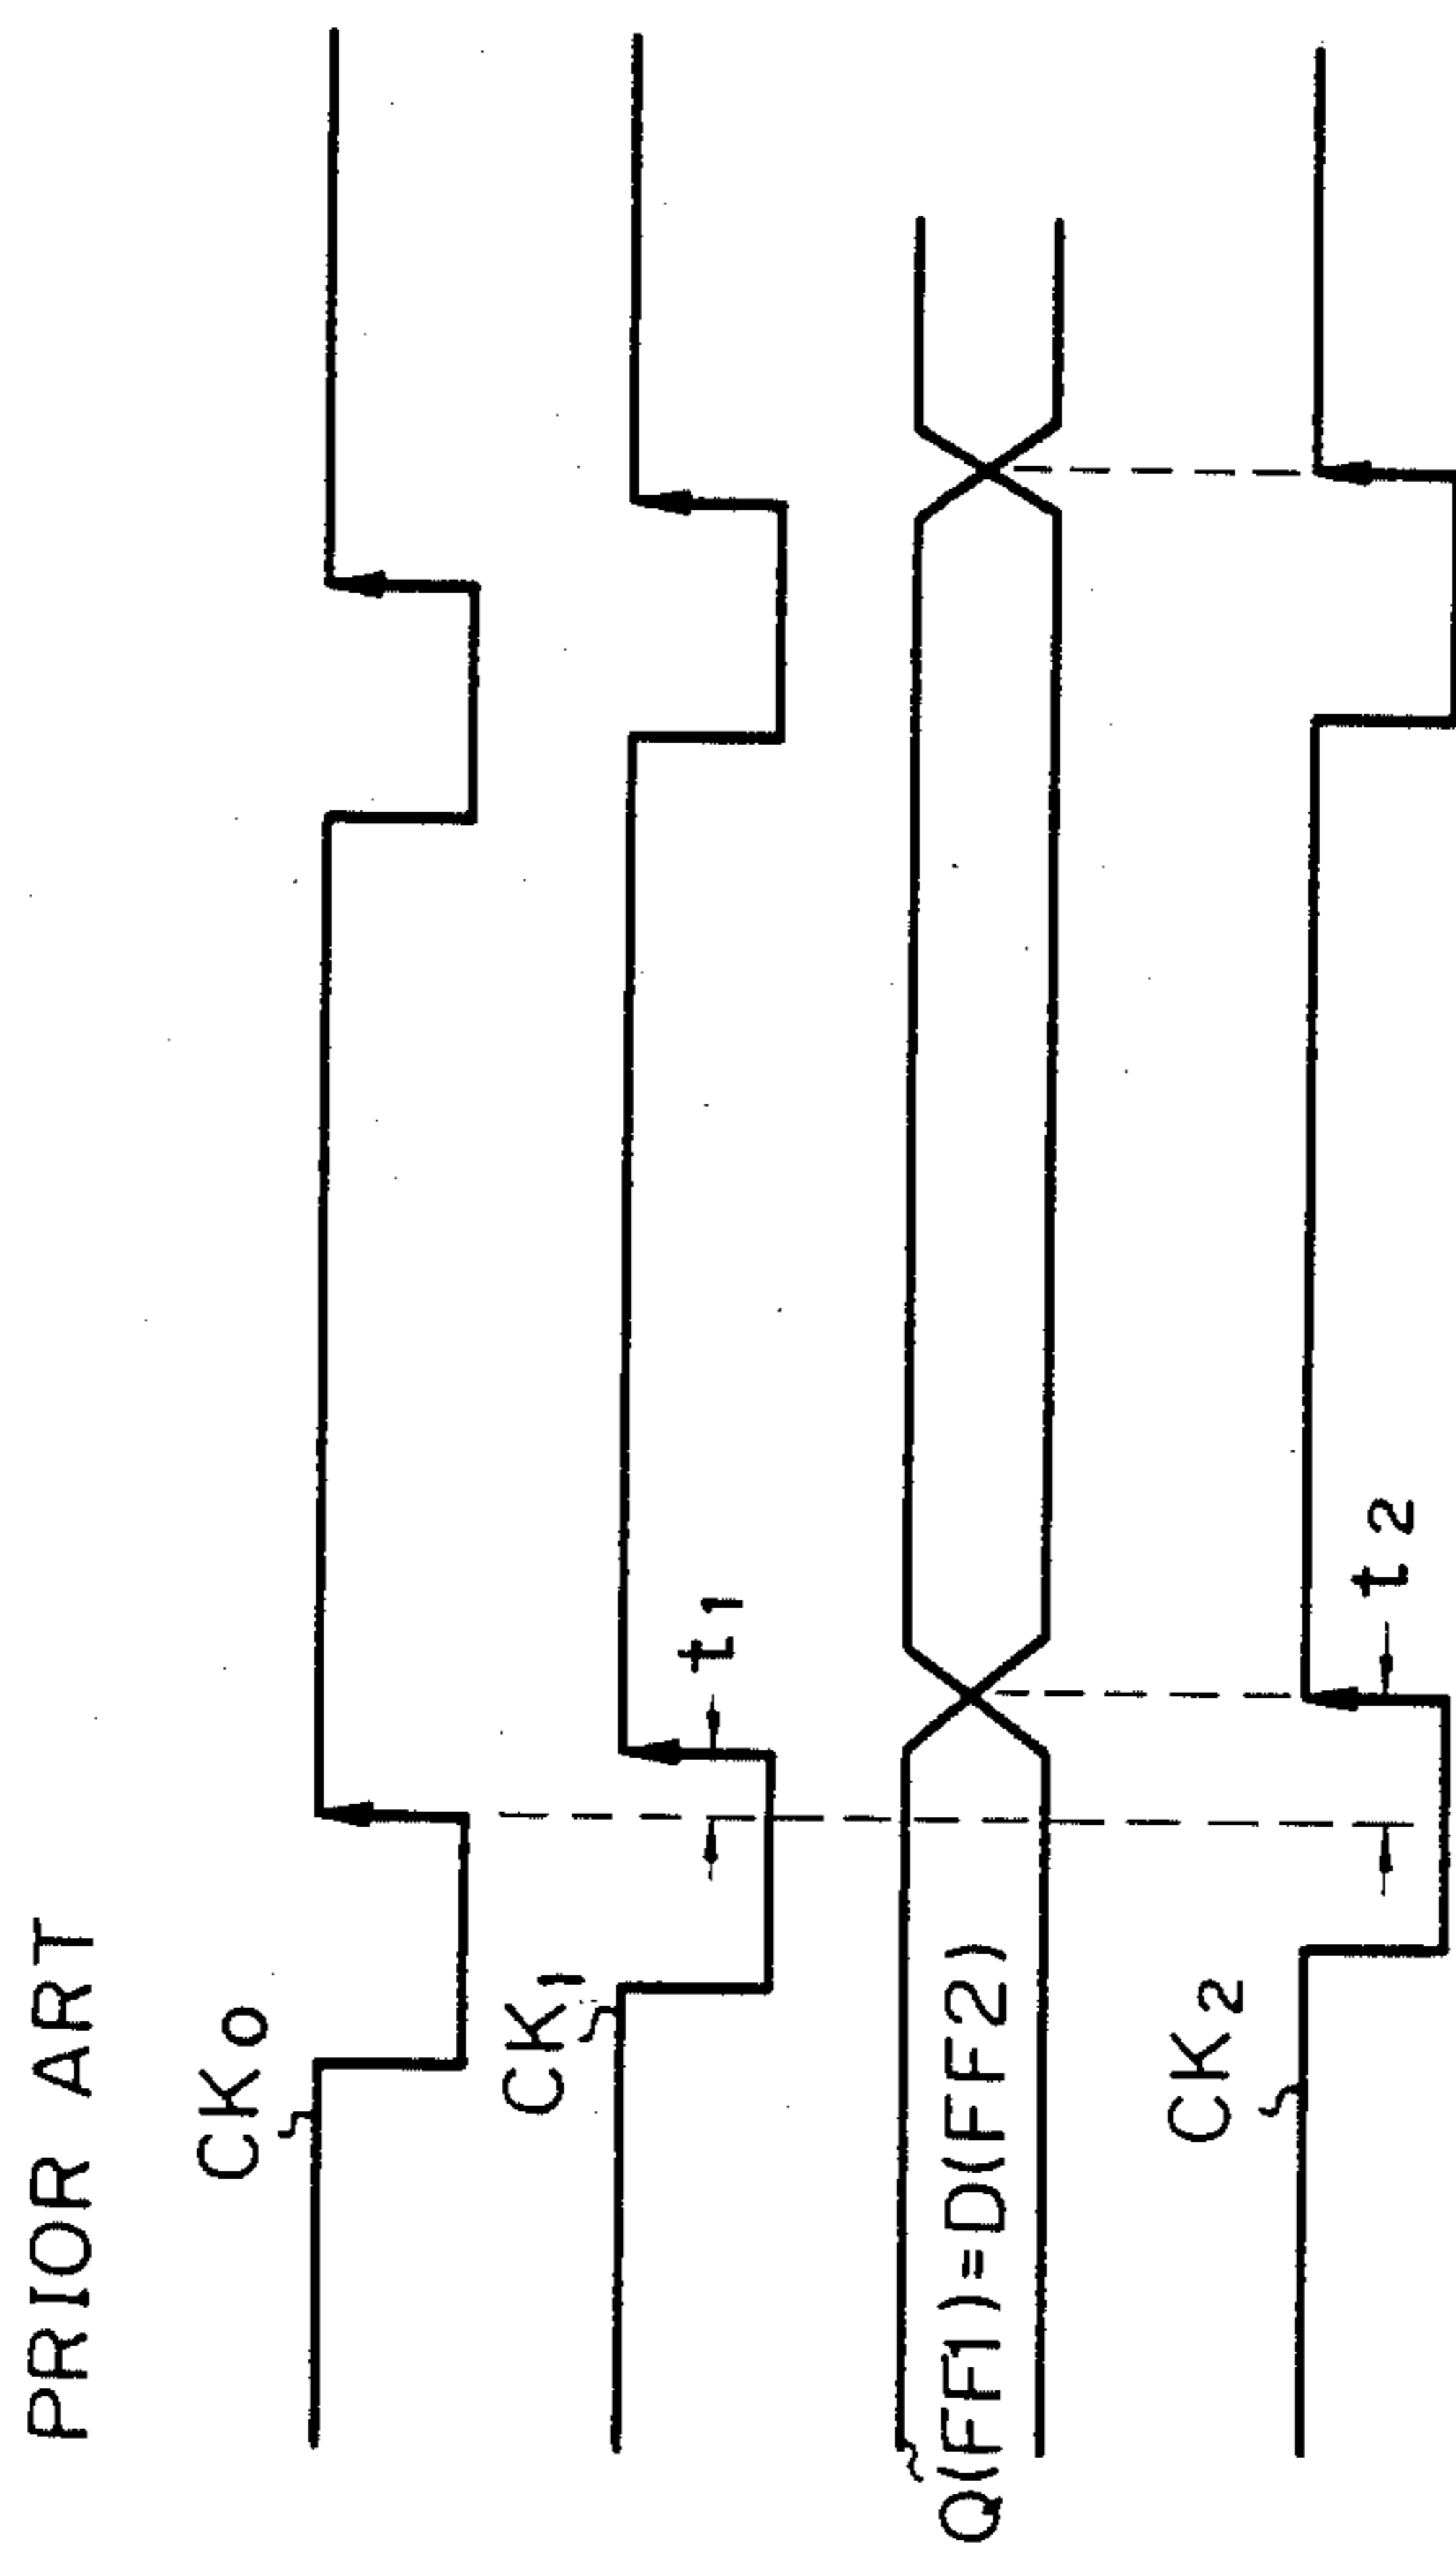 PRIOR ART
CK0
CK1
t1
Q(FF1)=D(FF2)
CK2
t2